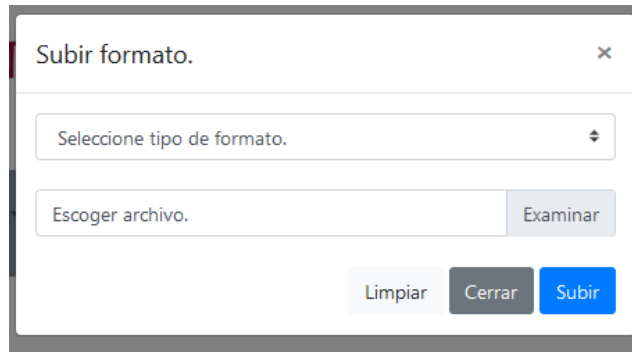 Subir formato. ×
Seleccione tipo de formato.
Escoger archivo. Examinar
Limpiar Cerrar Subir